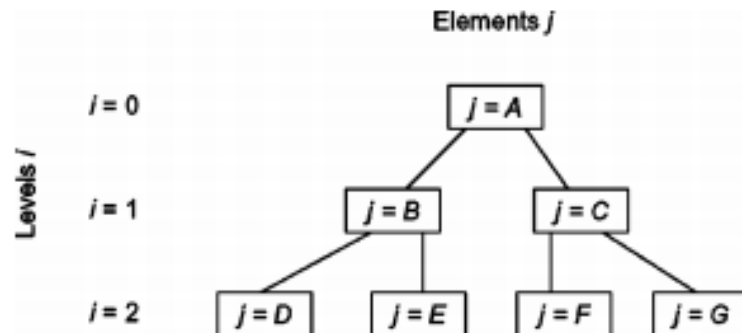 Elements j
Levels i
i = 0
j = A
i = 1
j = B
j = C
i = 2
j = D
j = E
j = F
j = G